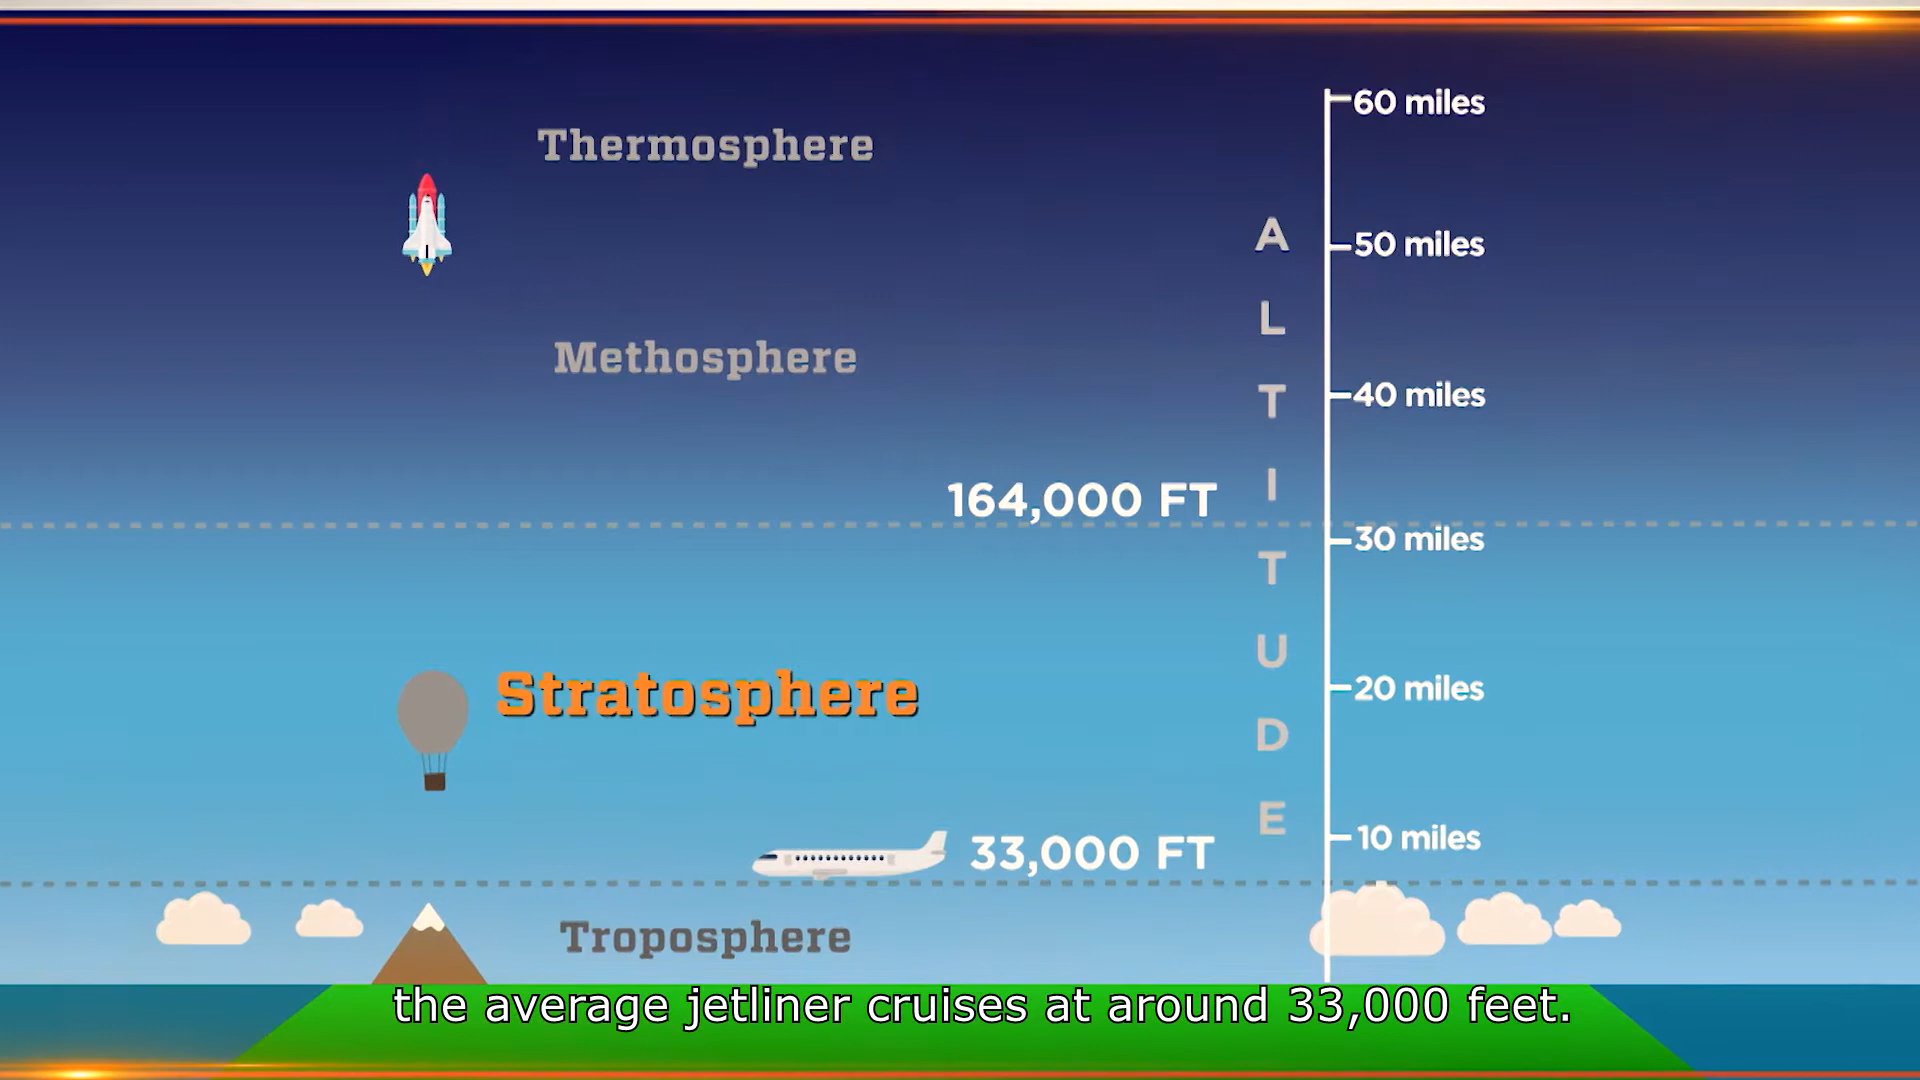 60 miles
Thermosphere
50 miles
Methosphere
40 miles
164,000 FT
30 miles
ALTITUDE
Stratosphere
20 miles
33,000 FT
10 miles
Troposphere
the average jetliner cruises at around 33,000 feet.